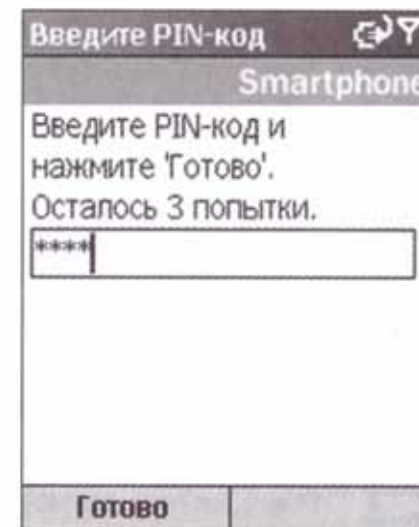 Введите PIN-код
Smartphone
Введите PIN-код и
нажмите 'Готово'.
Осталось 3 попытки.
****
Готово